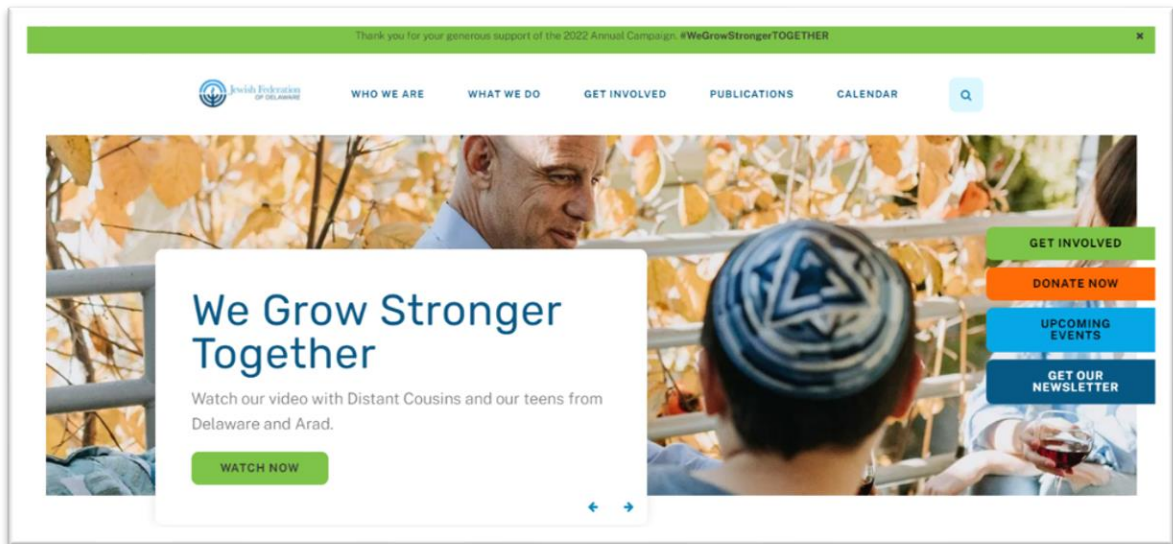 Thank you for your generous support of the 2022 Annual Campaign. #WeGrowStrongerTOGETHER ×
Jewish Federation
OF DELAWARE
WHO WE ARE
WHAT WE DO
GET INVOLVED
PUBLICATIONS
CALENDAR
We Grow Stronger
Together
Watch our video with Distant Cousins and our teens from
Delaware and Arad.
WATCH NOW
GET INVOLVED
DONATE NOW
UPCOMING
EVENTS
GET OUR
NEWSLETTER